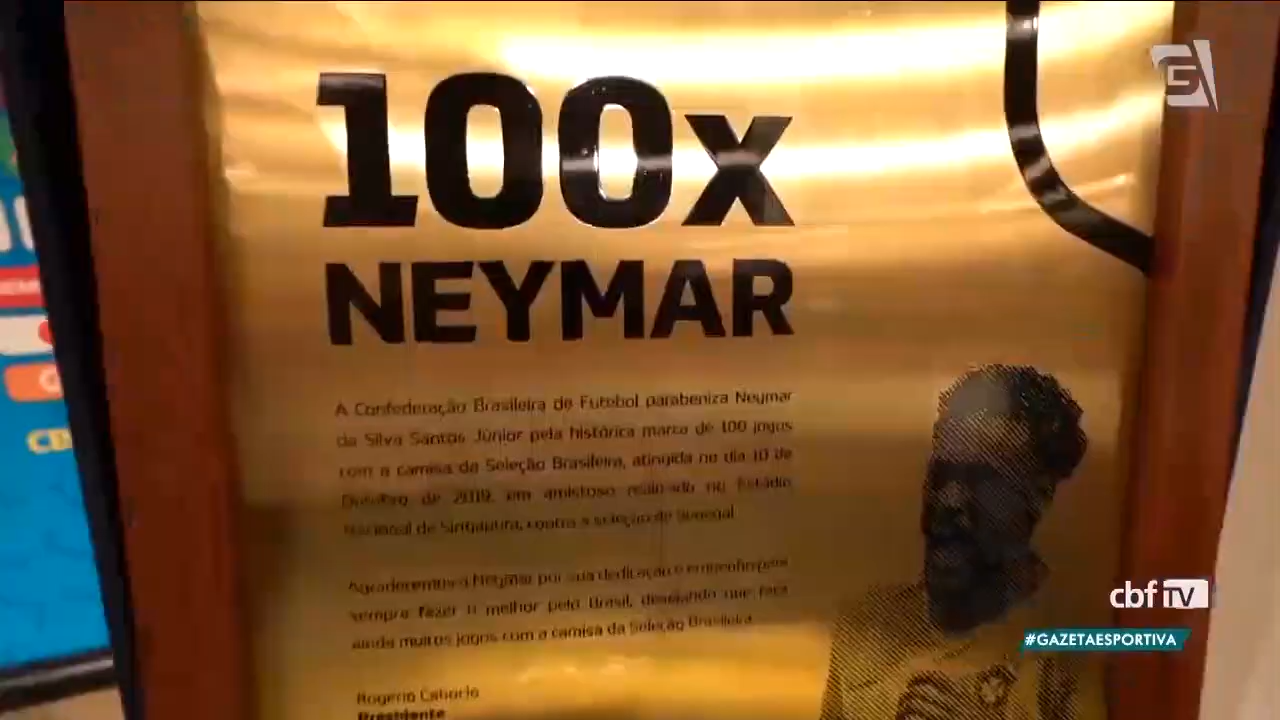 100x
NEYMAR
A Confederação Brasileira de Futebol parabeniza Neymar
da Silva Santos Júnior pela histórica marca de 100 jogos
com a camisa da Seleção Brasileira, atingida no dia 10 de
Outubro de 2019, em amistoso realizado no Estádio
Nacional de Singapura, contra a seleção de Senegal.
Agradecemos a Neymar por sua dedicação e empenho para
sempre fazer o melhor pelo Brasil, desejando que faça
ainda muitos jogos com a camisa da Seleção Brasileira.
Rogério Caboclo
Presidente
cbf TV
#GAZETAESPORTIVA
G